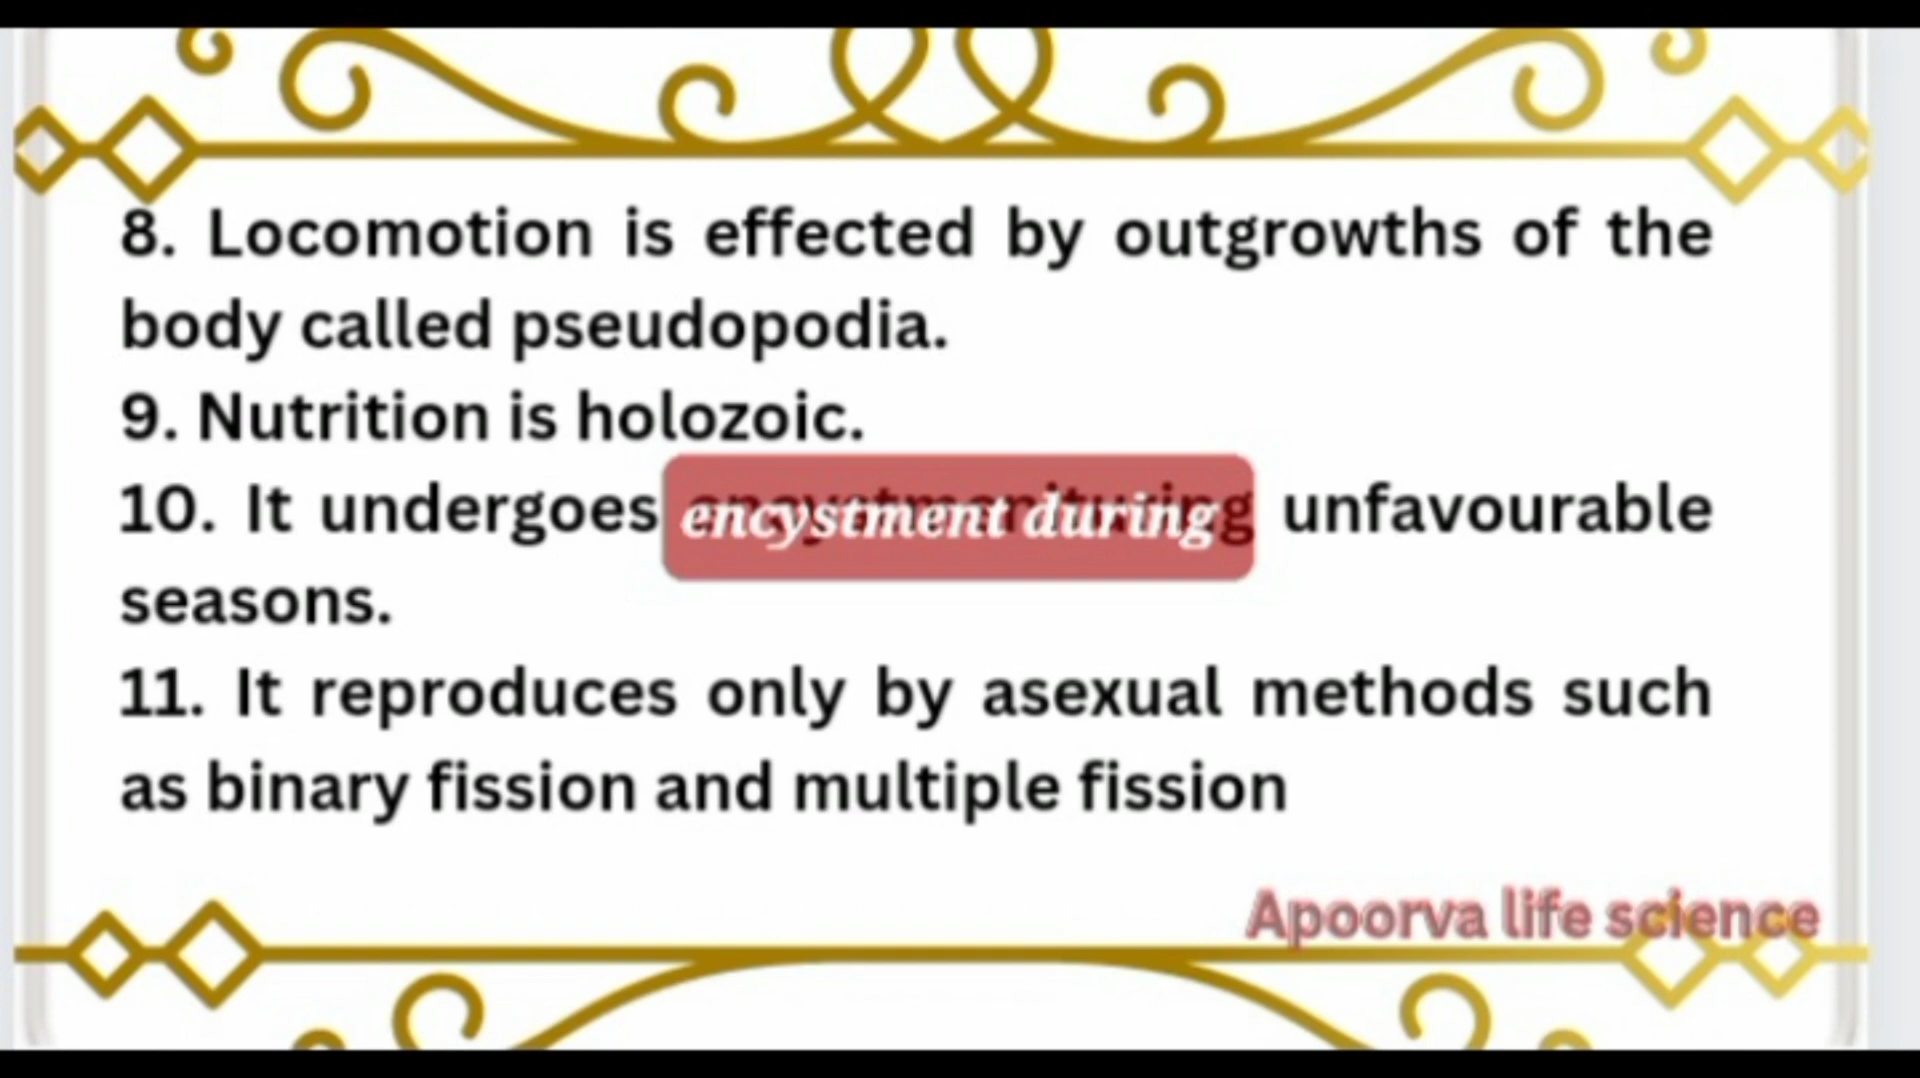 8. Locomotion is effected by outgrowths of the
body called pseudopodia.
9. Nutrition is holozoic.
10. It undergoes encystment during unfavourable
seasons.
11. It reproduces only by asexual methods such
as binary fission and multiple fission
Apoorva life science